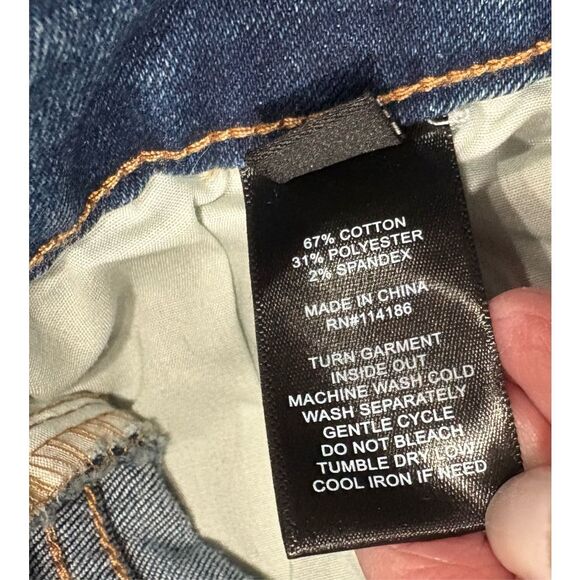 67% COTTON
31% POLYESTER
2% SPANDEX
MADE IN CHINA
RN#114186
TURN GARMENT
INSIDE OUT
MACHINE WASH COLD
WASH SEPARATELY
GENTLE CYCLE
DO NOT BLEACH
TUMBLE DRY LOW
COOL IRON IF NEED